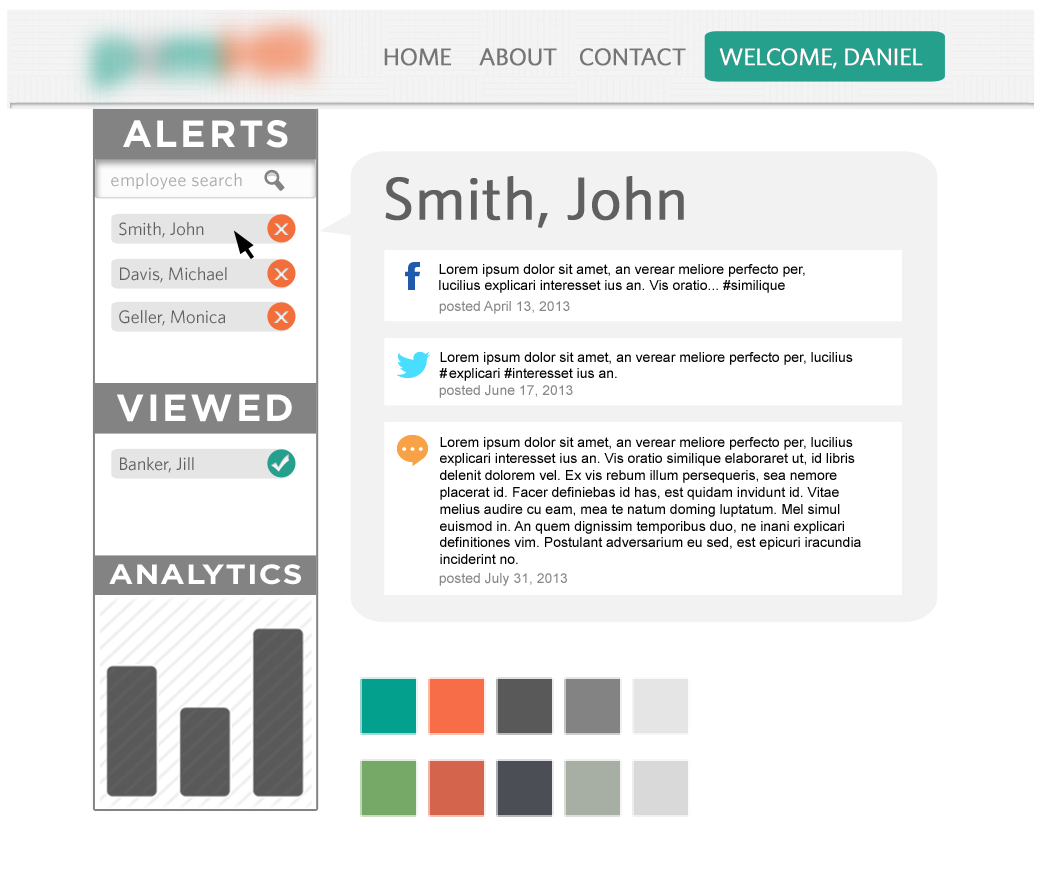 HOME ABOUT CONTACT WELCOME, DANIEL
ALERTS
employee search
Smith, John
Davis, Michael
Geller, Monica
VIEWED
Banker, Jill
ANALYTICS
Smith, John
Lorem ipsum dolor sit amet, an verear meliore perfecto per,
lucilius explicari interesset ius an. Vis oratio... #similique
posted April 13, 2013
Lorem ipsum dolor sit amet, an verear meliore perfecto per, lucilius
#explicari #interesset ius an.
posted June 17, 2013
Lorem ipsum dolor sit amet, an verear meliore perfecto per, lucilius
explicari interesset ius an. Vis oratio similique elaboraret ut, id libris
delenit dolorem vel. Ex vis rebum illum persequeris, sea nemore
placerat id. Facer definiebas id has, est quidam invidunt id. Vitae
melius audire cu eam, mea te natum doming luptatum. Mel simul
euismod in. An quem dignissim temporibus duo, ne inani explicari
definitiones vim. Postulant adversarium eu sed, est epicuri iracundia
inciderint no.
posted July 31, 2013